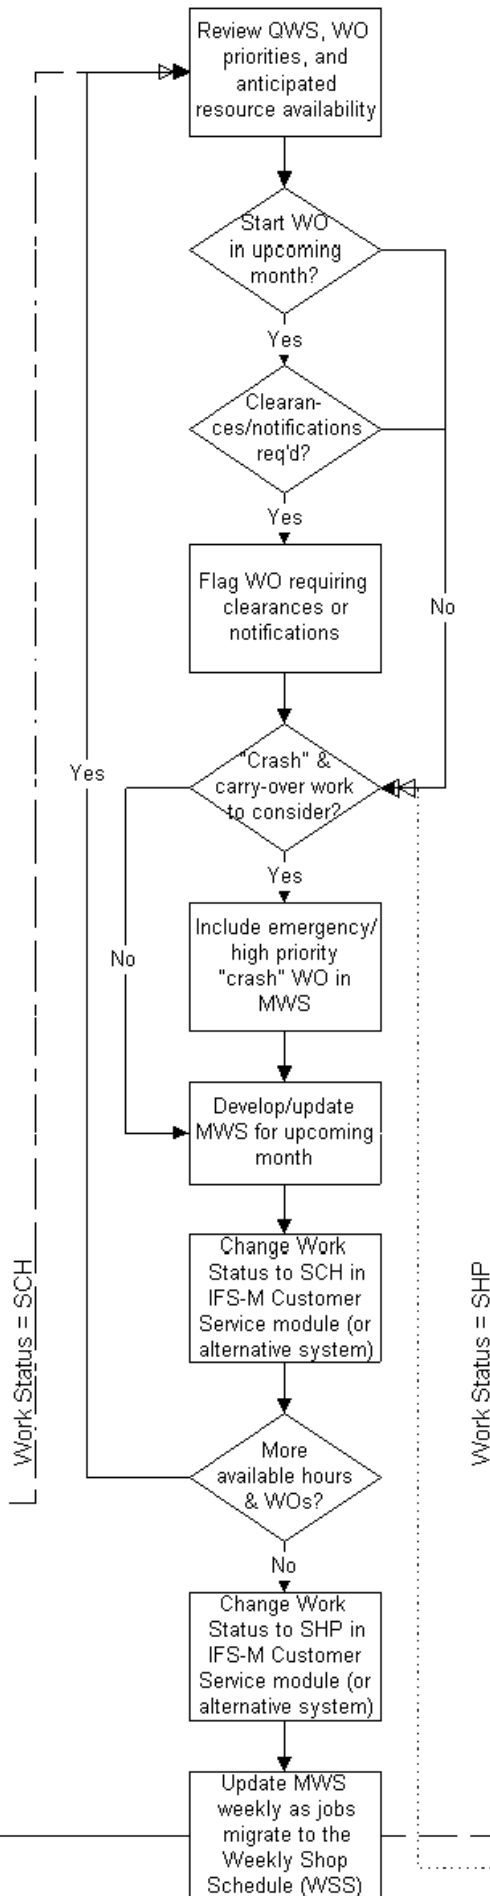 Review QWS, WO
priorities, and
anticipated
resource availability
Start WO
in upcoming
month?
Yes
Clearan-
ces/notifications
req'd?
Yes
Flag WO requiring
clearances or
notifications
No
"Crash" &
carry-over work
to consider?
Yes
Yes
No
Include emergency/
high priority
"crash" WO in
MWS
Develop/update
MWS for upcoming
month
Change Work
Status to SCH in
IFS-M Customer
Service module (or
alternative system)
Work Status = SCH
Work Status = SHP
More
available hours
& WOs?
No
Change Work
Status to SHP in
IFS-M Customer
Service module (or
alternative system)
Update MWS
weekly as jobs
migrate to the
Weekly Shop
Schedule (WSS)